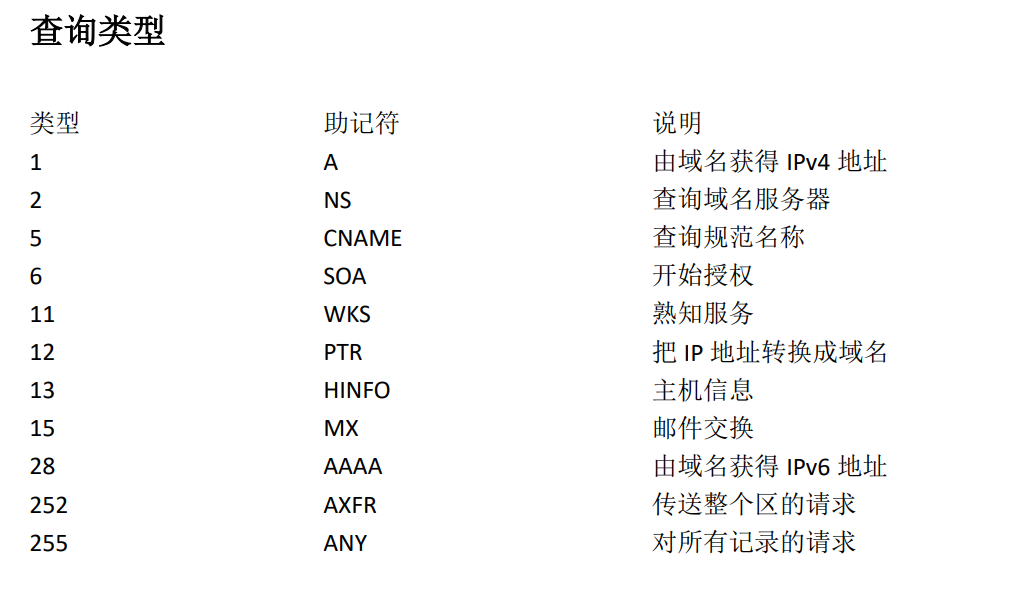 查询类型
类型 助记符 说明
1 A 由域名获得 IPv4 地址
2 NS 查询域名服务器
5 CNAME 查询规范名称
6 SOA 开始授权
11 WKS 熟知服务
12 PTR 把 IP 地址转换成域名
13 HINFO 主机信息
15 MX 邮件交换
28 AAAA 由域名获得 IPv6 地址
252 AXFR 传送整个区的请求
255 ANY 对所有记录的请求